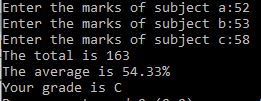 Enter the marks of subject a:52
Enter the marks of subject b:53
Enter the marks of subject c:58
The total is 163
The average is 54.33%
Your grade is C